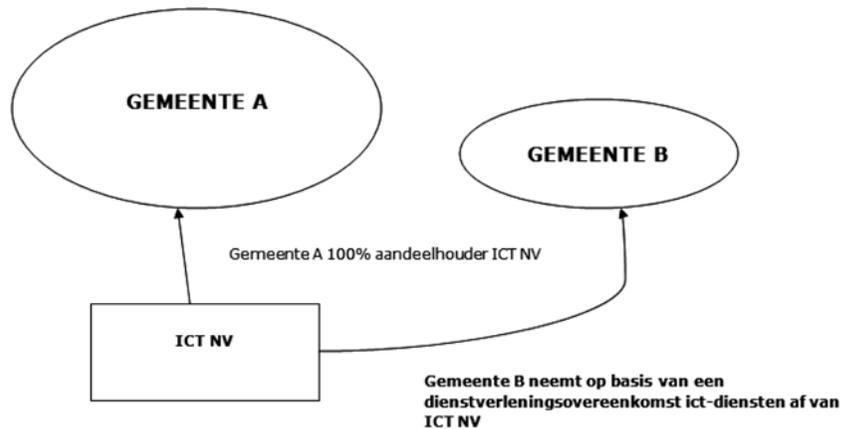 GEMEENTE A
GEMEENTE B
Gemeente A 100% aandeelhouder ICT NV
ICT NV
Gemeente B neemt op basis van een
dienstverleningsovereenkomst ict-diensten af van
ICT NV